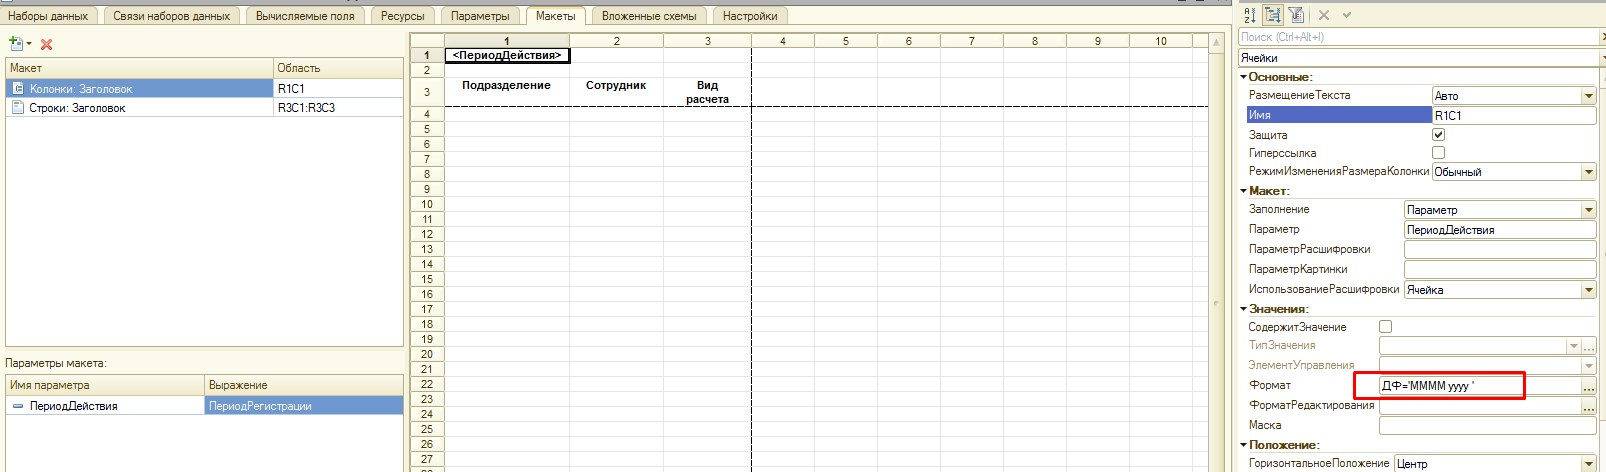 Наборы данных Связи наборов данных Вычисляемые поля Ресурсы Параметры Макеты Вложенные схемы Настройки
Макет Область
Колонки: Заголовок R1C1
Строки: Заголовок R3C1:R3C3
Параметры макета:
Имя параметра Выражение
ПериодДействия ПериодРегистрации
1 2 3 4 5 6 7 8 9 10
1 <ПериодДействия>
2
3 Подразделение Сотрудник Вид
расчета
4
5
6
7
8
9
10
11
12
13
14
15
16
17
18
19
20
21
22
23
24
25
26
27
Поиск (Ctrl+Alt+I)
Ячейки
Основные:
РазмещениеТекста Авто
Имя R1C1
Защита
Гиперссылка
РежимИзмененияРазмераКолонки Обычный
Макет:
Заполнение Параметр
Параметр ПериодДействия
ПараметрРасшифровки
ПараметрКартинки
ИспользованиеРасшифровки Ячейка
Значения:
СодержитЗначение
ТипЗначения
ЭлементУправления
Формат ДФ='MMMM yyyy '
ФорматРедактирования
Маска
Положение:
ГоризонтальноеПоложение Центр